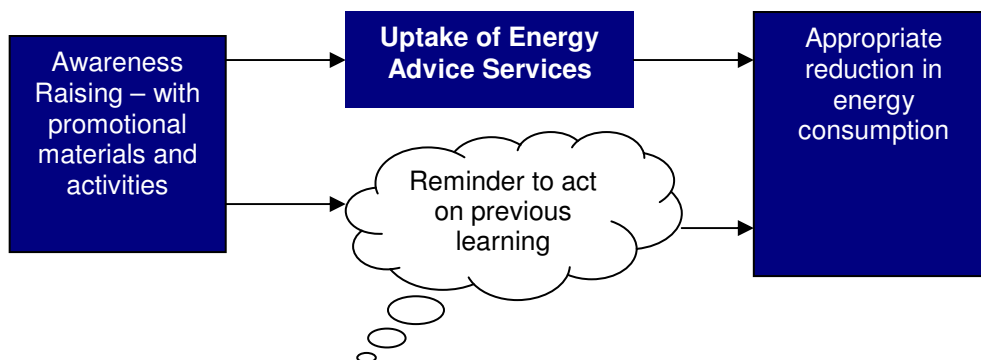 Awareness
Raising – with
promotional
materials and
activities
Uptake of Energy
Advice Services
Reminder to act
on previous
learning
Appropriate
reduction in
energy
consumption